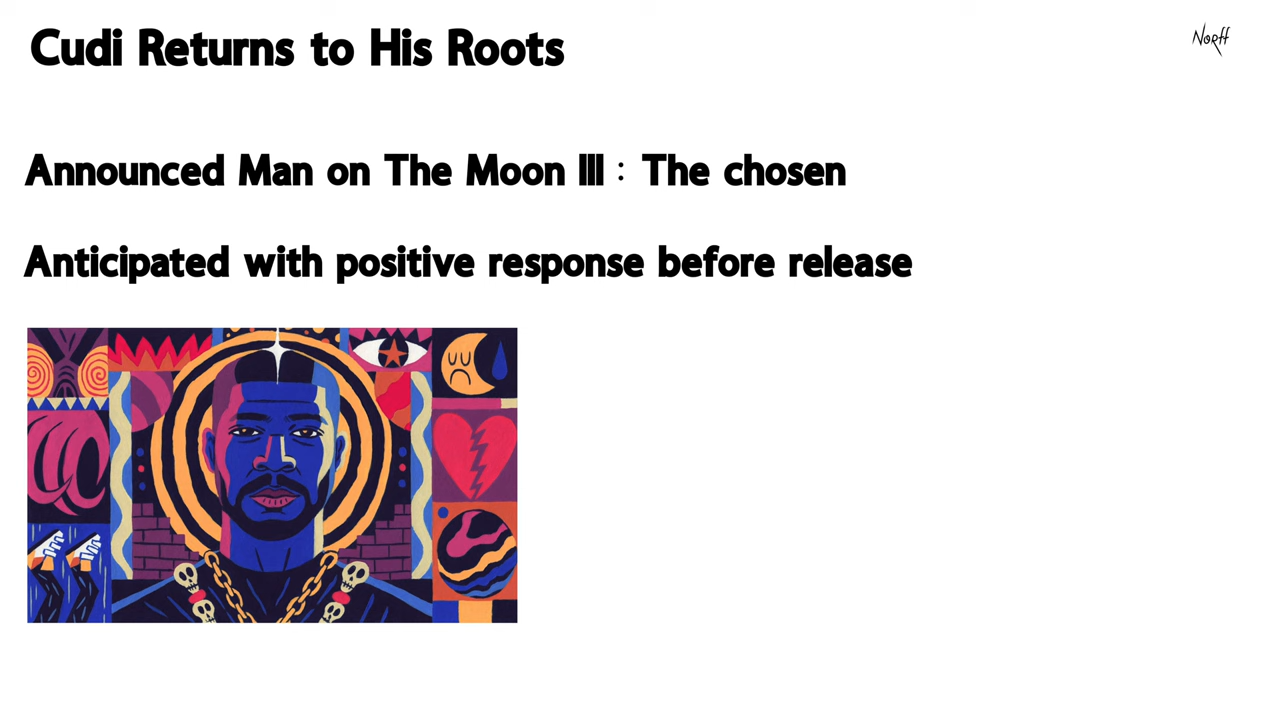 Cudi Returns to His Roots
Norff
Announced Man on The Moon III : The chosen
Anticipated with positive response before release